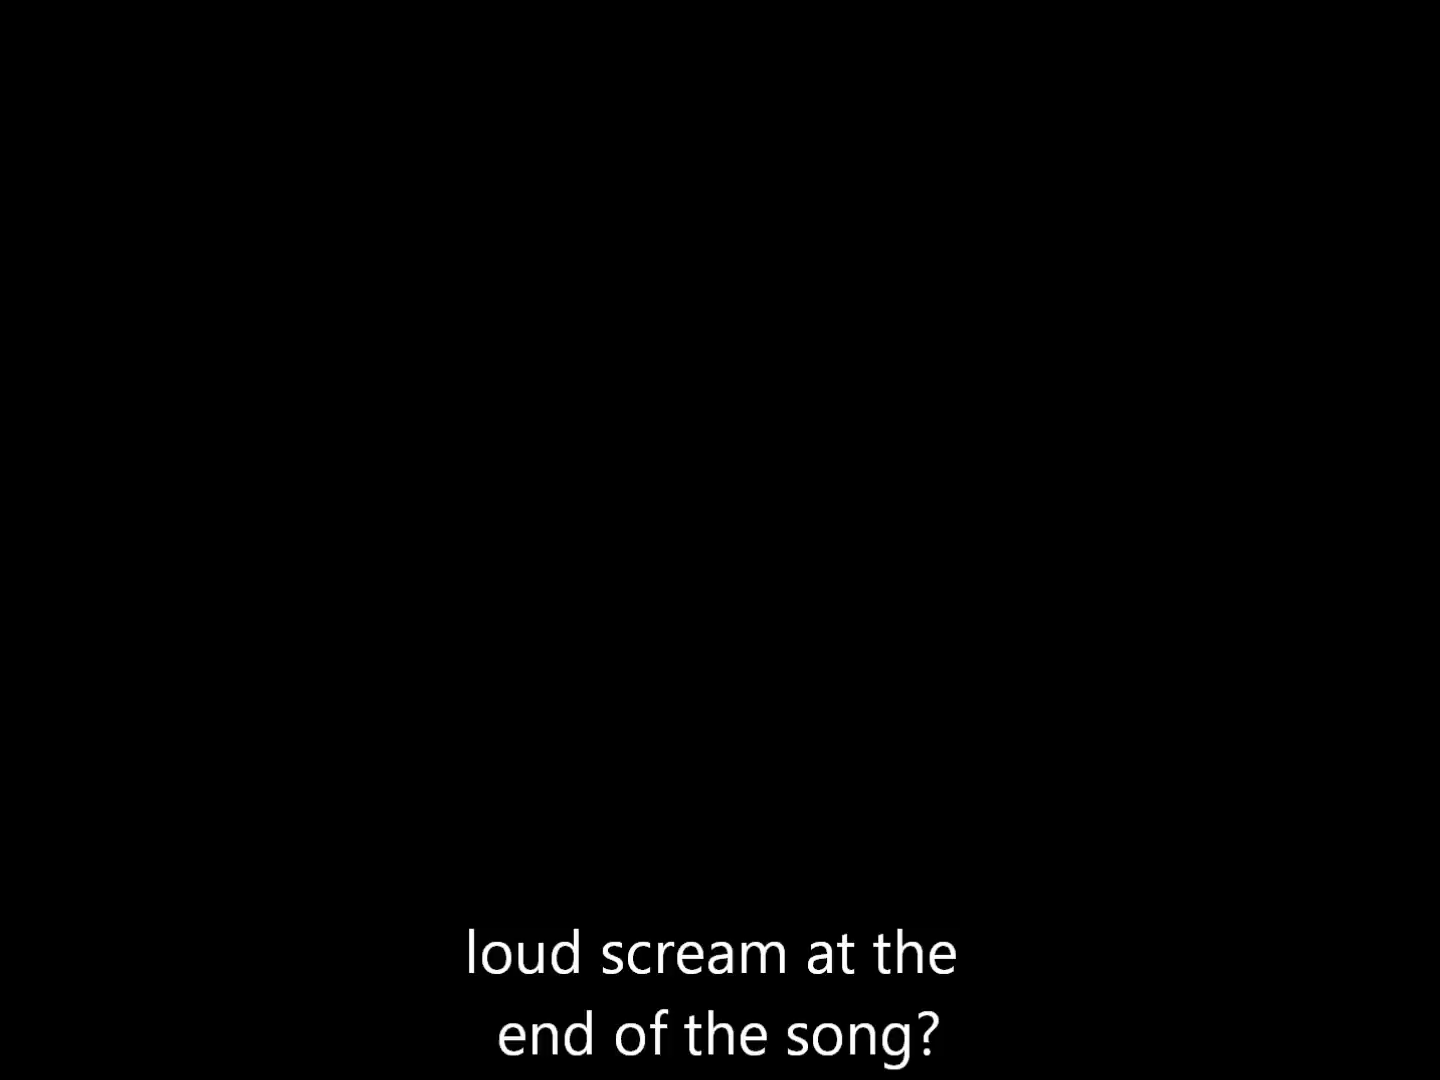 loud scream at the
end of the song?